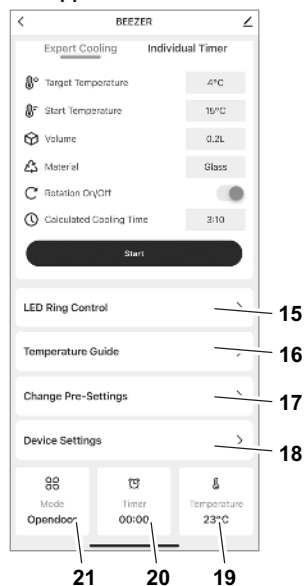 BEEZER
Expert Cooling Individual Timer
Target Temperature 4°C
Start Temperature 15°C
Volume 0.2L
Material Glass
Rotation On/Off
Calculated Cooling Time 3:10
Start
LED Ring Control
15
Temperature Guide
16
Change Pre-Settings
17
Device Settings
18
Mode Timer Temperature
Opendoor 00:00 23°C
21 20 19